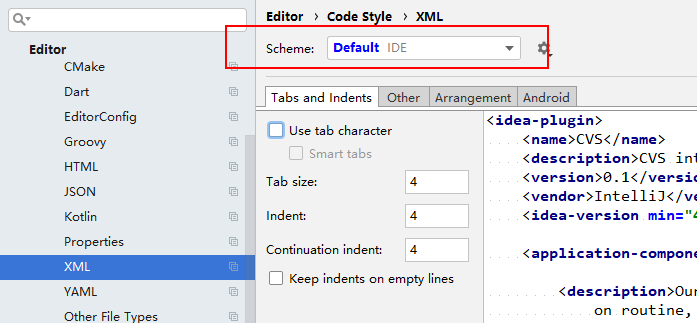 Editor › Code Style › XML
Scheme: Default IDE
Editor
CMake
Dart
EditorConfig
Groovy
HTML
JSON
Kotlin
Properties
XML
YAML
Other File Types
Tabs and Indents Other Arrangement Android
Use tab character
Smart tabs
Tab size: 4
Indent: 4
Continuation indent: 4
Keep indents on empty lines
<idea-plugin>
<name>CVS</name>
<description>CVS int
<version>0.1</versio
<vendor>IntelliJ</ve
<idea-version min="4
<application-compone
<description>Our
on routine,